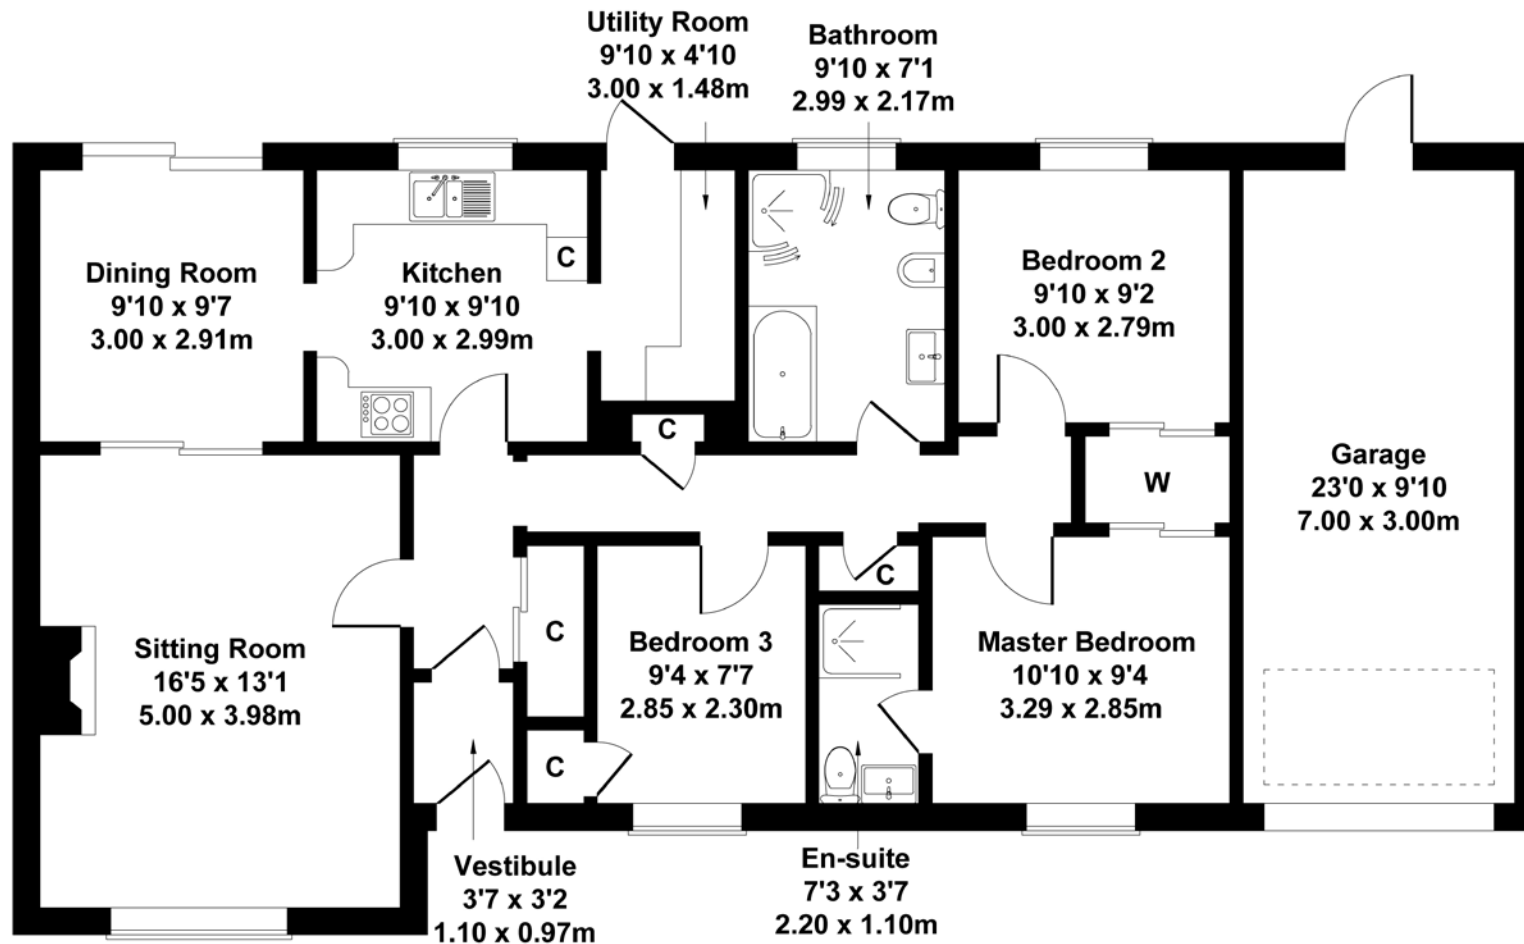 Utility Room
9'10 x 4'10
3.00 x 1.48m
Bathroom
9'10 x 7'1
2.99 x 2.17m
Dining Room
9'10 x 9'7
3.00 x 2.91m
Kitchen
9'10 x 9'10
3.00 x 2.99m
C
Bedroom 2
9'10 x 9'2
3.00 x 2.79m
C
W
Garage
23'0 x 9'10
7.00 x 3.00m
Sitting Room
16'5 x 13'1
5.00 x 3.98m
C
Bedroom 3
9'4 x 7'7
2.85 x 2.30m
C
Master Bedroom
10'10 x 9'4
3.29 x 2.85m
C
Vestibule
3'7 x 3'2
1.10 x 0.97m
En-suite
7'3 x 3'7
2.20 x 1.10m